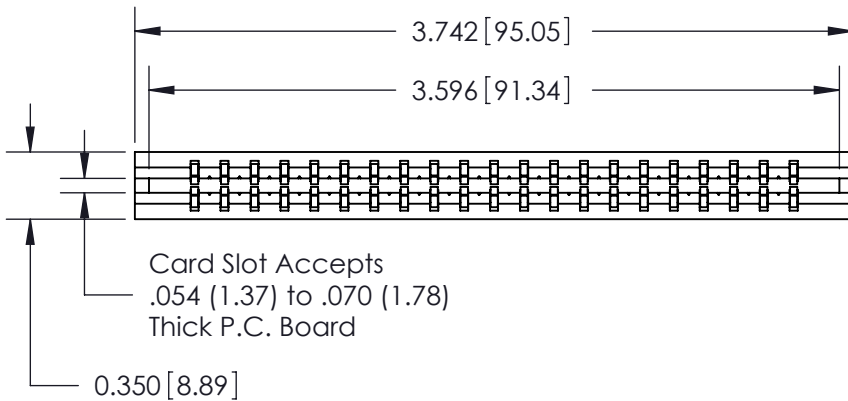 3.742 [95.05]
3.596 [91.34]
Card Slot Accepts
.054 (1.37) to .070 (1.78)
Thick P.C. Board
0.350 [8.89]